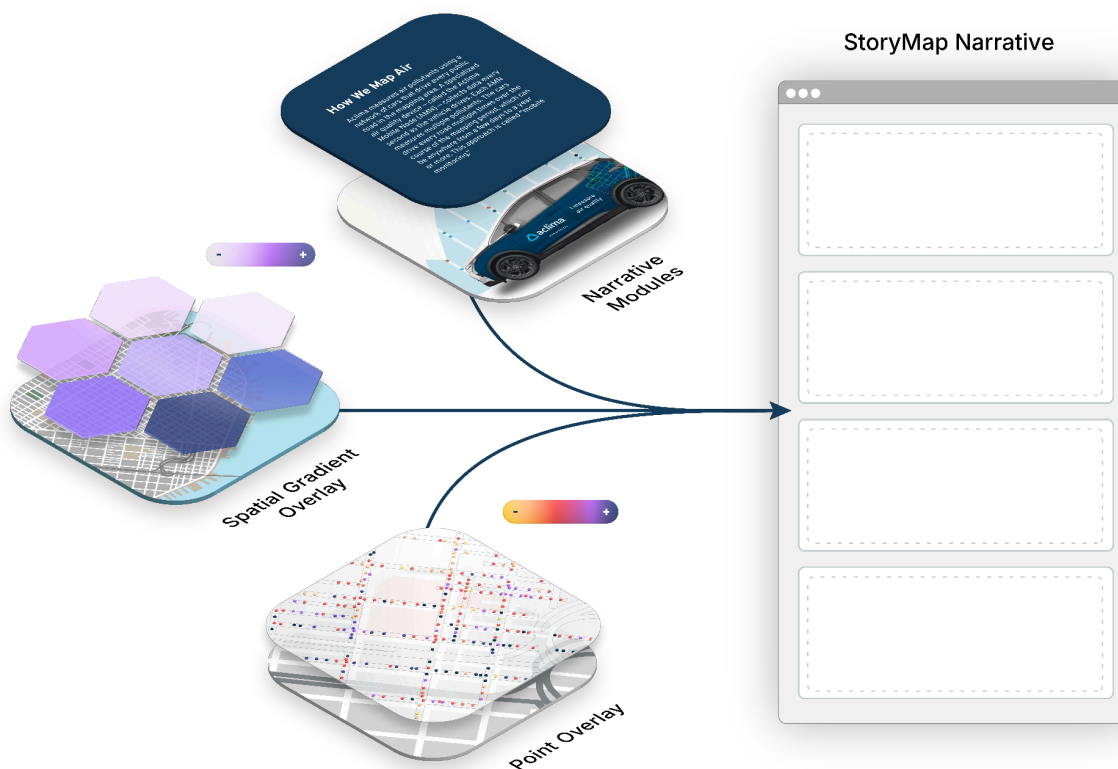 StoryMap Narrative
How We Map Air
Aclima measures air pollutants using a
network of cars that drive every public
road in the mapping area. A specialized
air quality device – called the Aclima
Mobile Node (AMN) – collects data every
second as the vehicle drives. Each AMN
measures multiple pollutants. The cars
drive every road multiple times over the
course of the mapping period, which can
be anywhere from a few days to a year
or more. This approach is called “mobile
monitoring.”
aclima
I measure
air quality
Narrative
Modules
-
+
Spatial Gradient
Overlay
-
+
Point Overlay